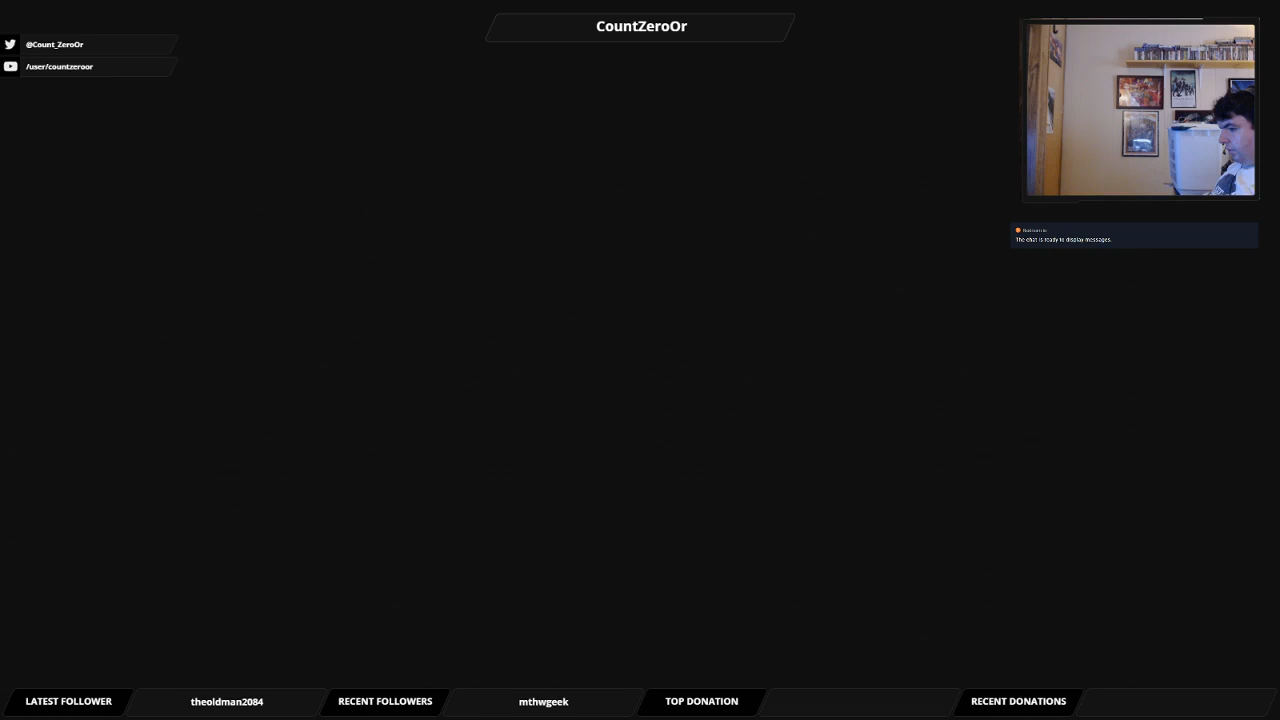 CountZeroOr
@Count_ZeroOr
/user/countzeroor
The chat is ready to display messages.
LATEST FOLLOWER
theoldman2084
RECENT FOLLOWERS
mthwgeek
TOP DONATION
RECENT DONATIONS